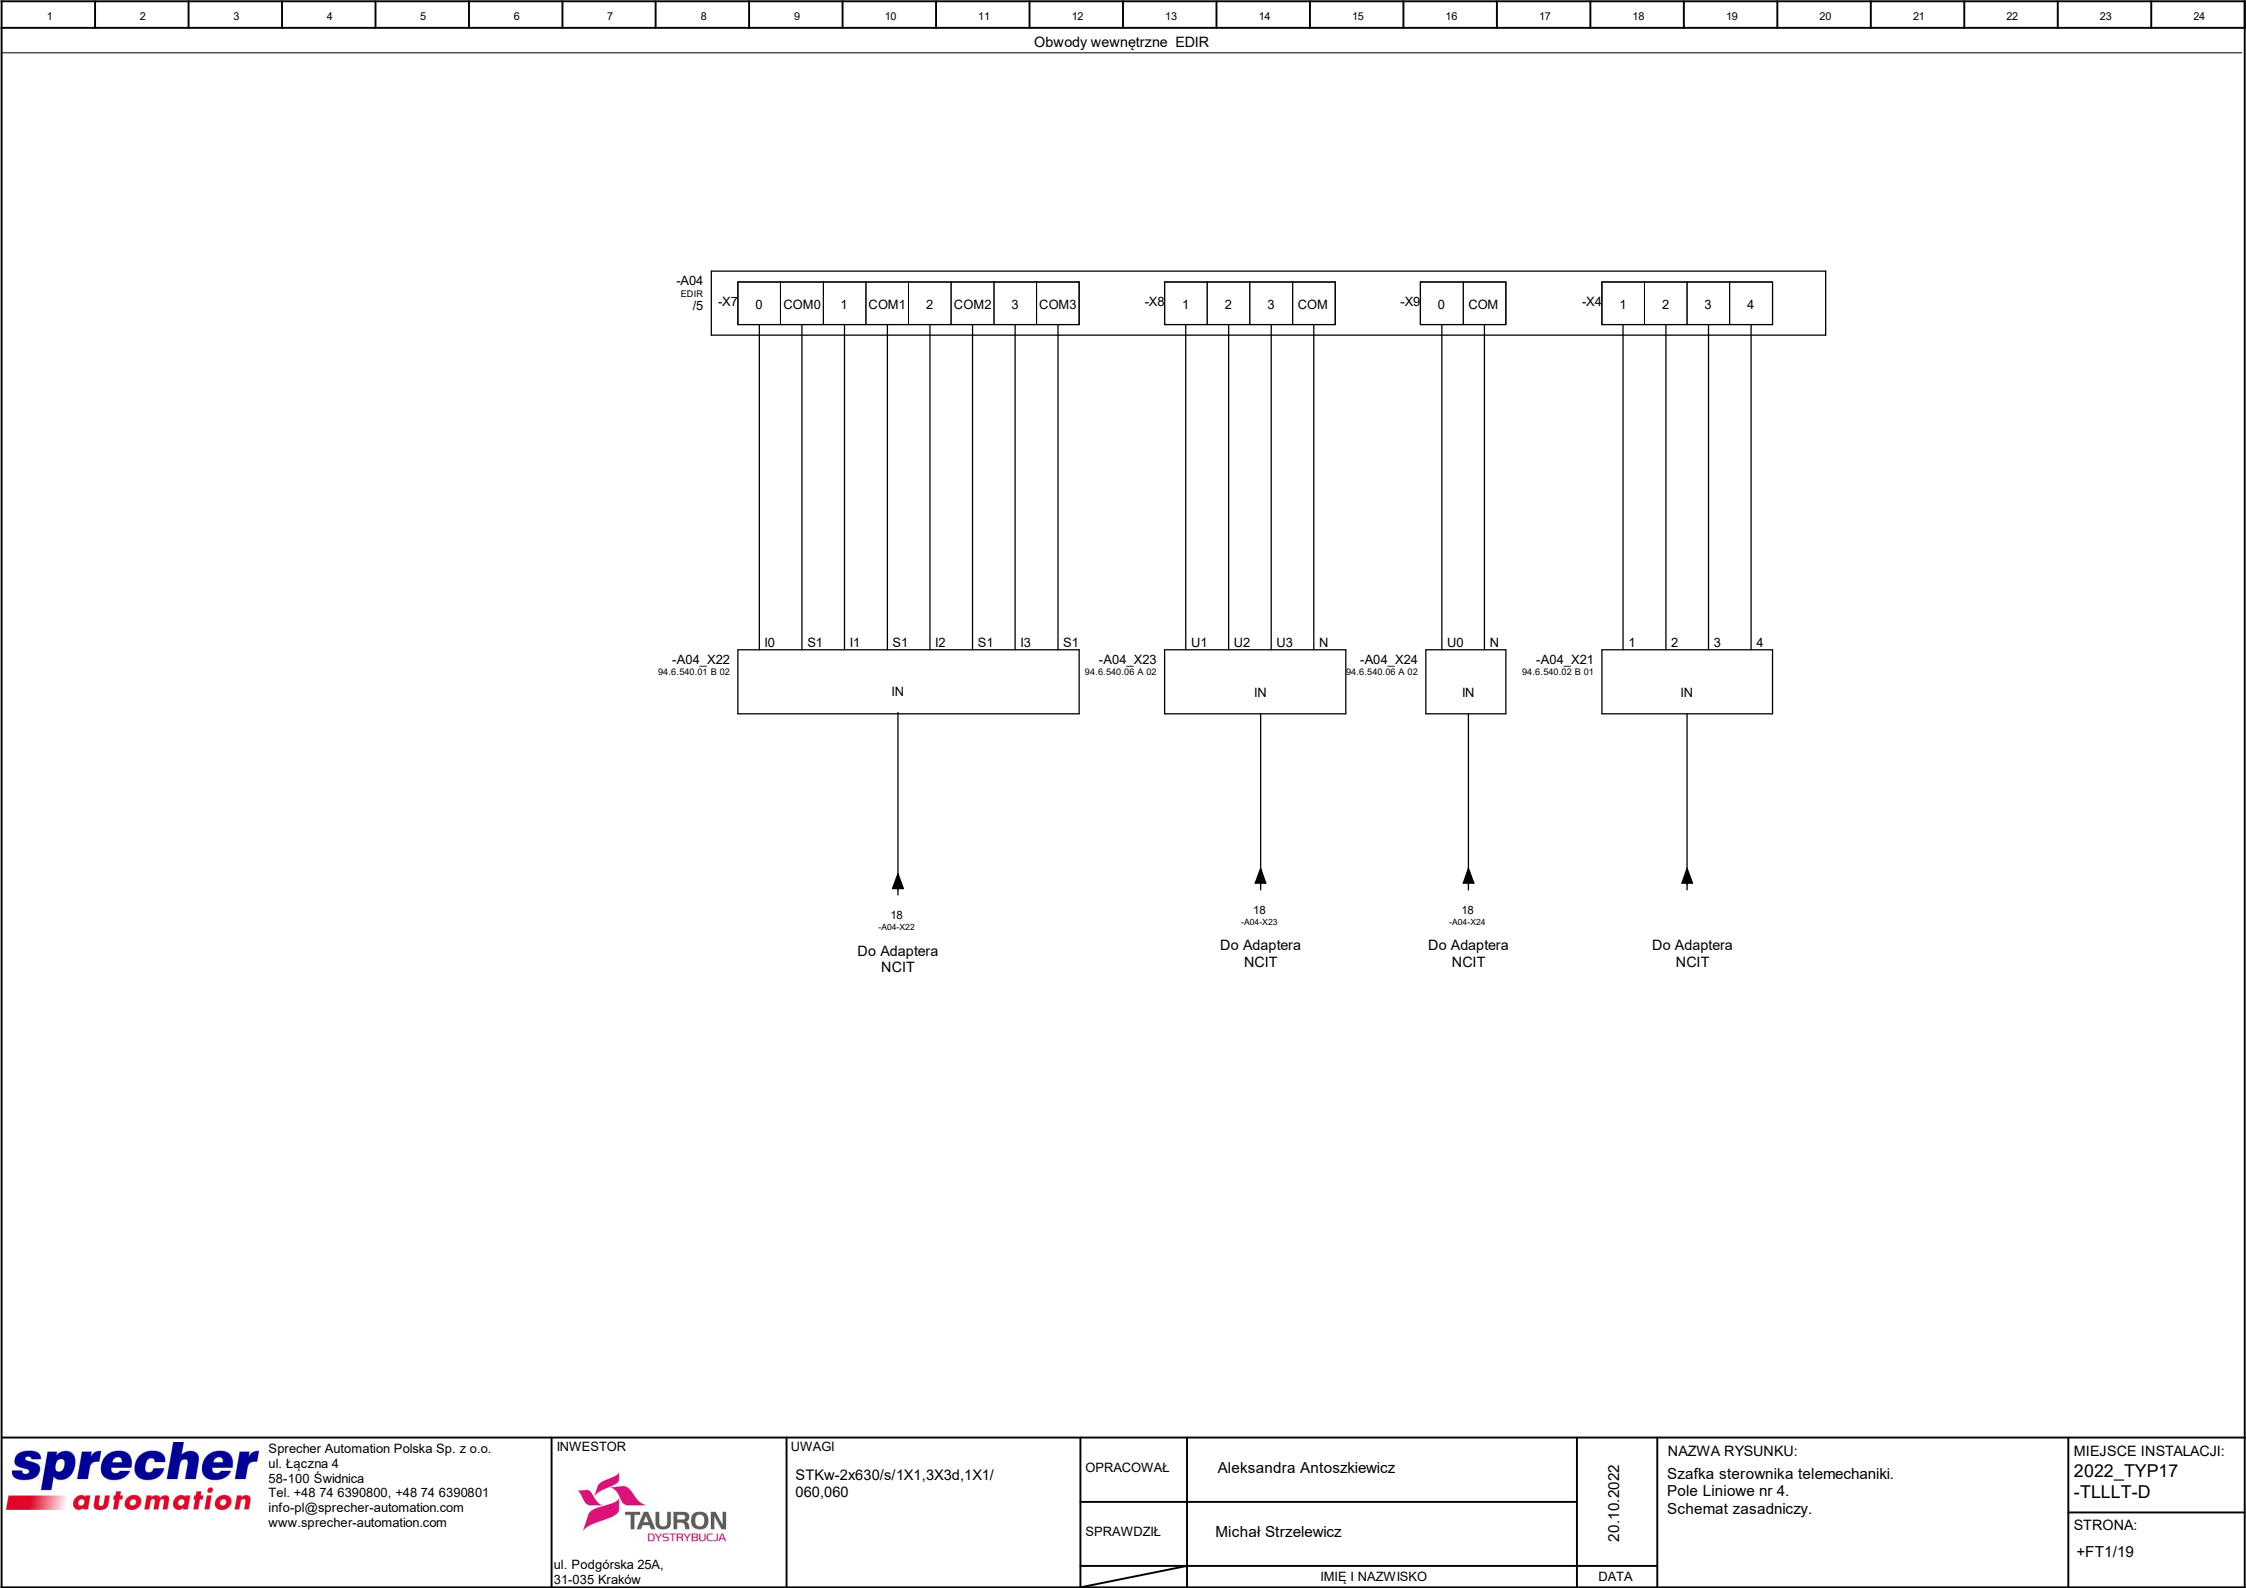 1 2 3 4 5 6 7 8 9 10 11 12 13 14 15 16 17 18 19 20 21 22 23 24
Obwody wewnętrzne  EDIR
-A04
EDIR
/5
-X7 0 COM0 1 COM1 2 COM2 3 COM3
-X8 1 2 3 COM
-X9 0 COM
-X4 1 2 3 4
I0 S1 I1 S1 I2 S1 I3 S1
-A04_X22
94.6.540.01 B 02
IN
U1 U2 U3 N
-A04_X23
94.6.540.06 A 02
IN
U0 N
-A04_X24
94.6.540.06 A 02
IN
1 2 3 4
-A04_X21
94.6.540.02 B 01
IN
18
-A04-X22
Do Adaptera
NCIT
18
-A04-X23
Do Adaptera
NCIT
18
-A04-X24
Do Adaptera
NCIT
Do Adaptera
NCIT
sprecher
automation
Sprecher Automation Polska Sp. z o.o.
ul. Łączna 4
58-100 Świdnica
Tel. +48 74 6390800, +48 74 6390801
info-pl@sprecher-automation.com
www.sprecher-automation.com
INWESTOR
TAURON
DYSTRYBUCJA
ul. Podgórska 25A,
31-035 Kraków
UWAGI
STKw-2x630/s/1X1,3X3d,1X1/
060,060
OPRACOWAŁ
Aleksandra Antoszkiewicz
SPRAWDZIŁ
Michał Strzelewicz
IMIĘ I NAZWISKO
20.10.2022
DATA
NAZWA RYSUNKU:
Szafka sterownika telemechaniki.
Pole Liniowe nr 4.
Schemat zasadniczy.
MIEJSCE INSTALACJI:
2022_TYP17
-TLLLT-D
STRONA:
+FT1/19